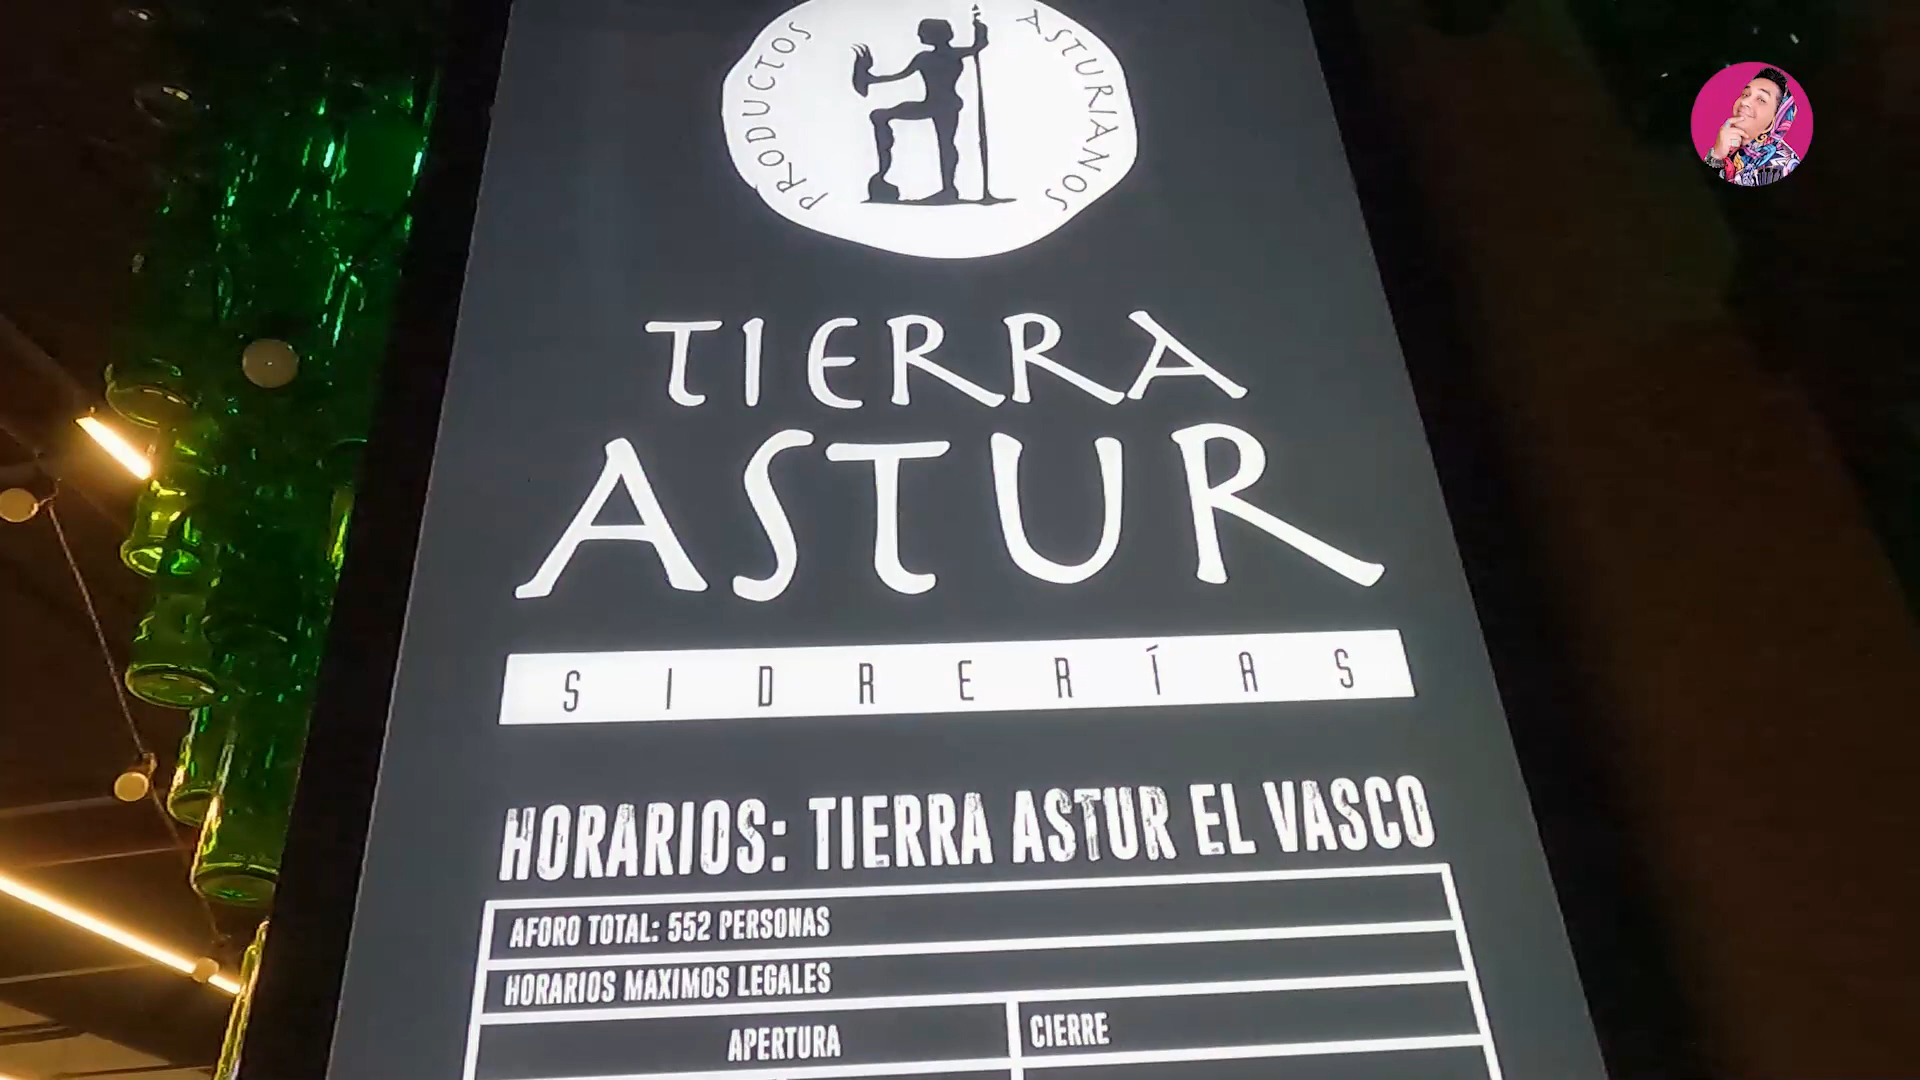 PRODUCTOS ASTURIANOS
TIERRA
ASTUR
SIDRERÍAS
HORARIOS: TIERRA ASTUR EL VASCO
AFORO TOTAL: 552 PERSONAS
HORARIOS MAXIMOS LEGALES
APERTURA
CIERRE